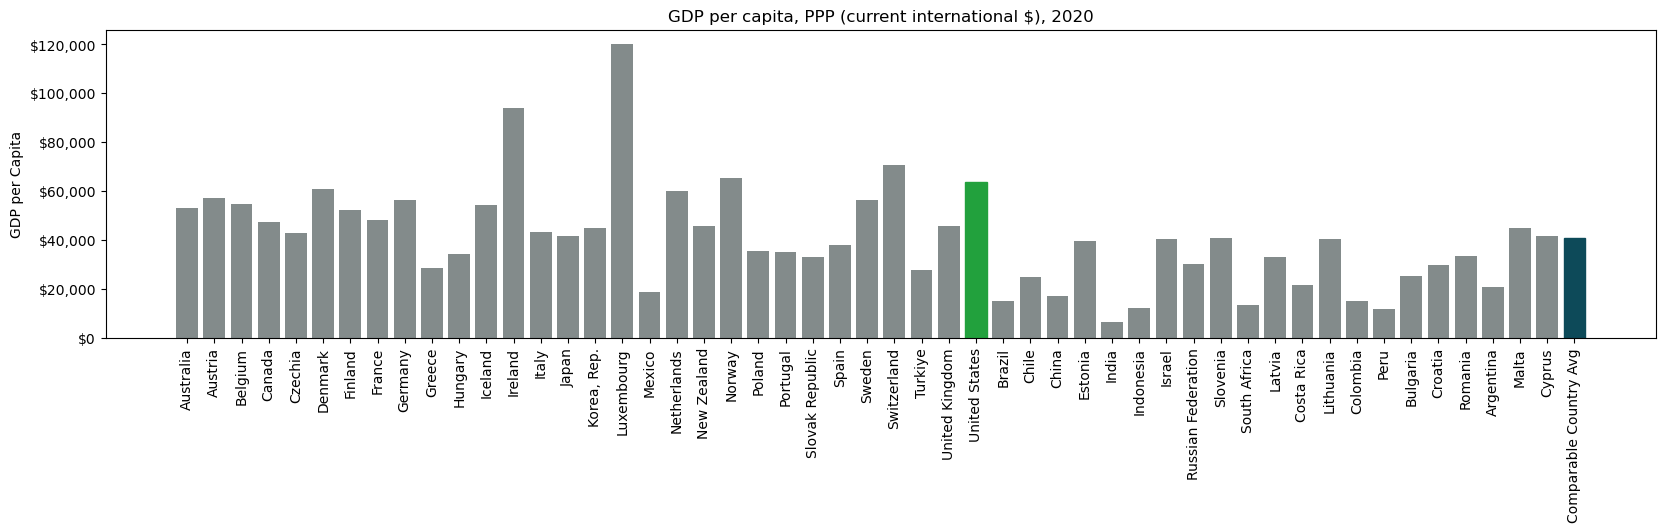 GDP per capita, PPP (current international $), 2020
GDP per Capita
$120,000
$100,000
$80,000
$60,000
$40,000
$20,000
$0
Australia
Austria
Belgium
Canada
Czechia
Denmark
Finland
France
Germany
Greece
Hungary
Iceland
Ireland
Italy
Japan
Korea, Rep.
Luxembourg
Mexico
Netherlands
New Zealand
Norway
Poland
Portugal
Slovak Republic
Spain
Sweden
Switzerland
Turkiye
United Kingdom
United States
Brazil
Chile
China
Estonia
India
Indonesia
Israel
Russian Federation
Slovenia
South Africa
Latvia
Costa Rica
Lithuania
Colombia
Peru
Bulgaria
Croatia
Romania
Argentina
Malta
Cyprus
Comparable Country Avg